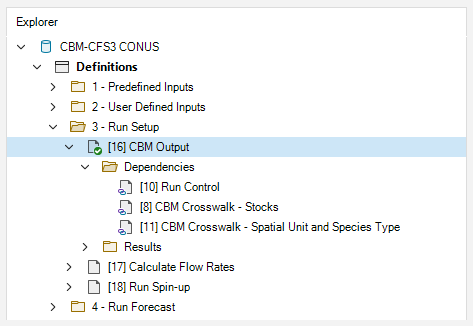 Explorer
CBM-CFS3 CONUS
Definitions
1 - Predefined Inputs
2 - User Defined Inputs
3 - Run Setup
[16] CBM Output
Dependencies
[10] Run Control
[8] CBM Crosswalk - Stocks
[11] CBM Crosswalk - Spatial Unit and Species Type
Results
[17] Calculate Flow Rates
[18] Run Spin-up
4 - Run Forecast